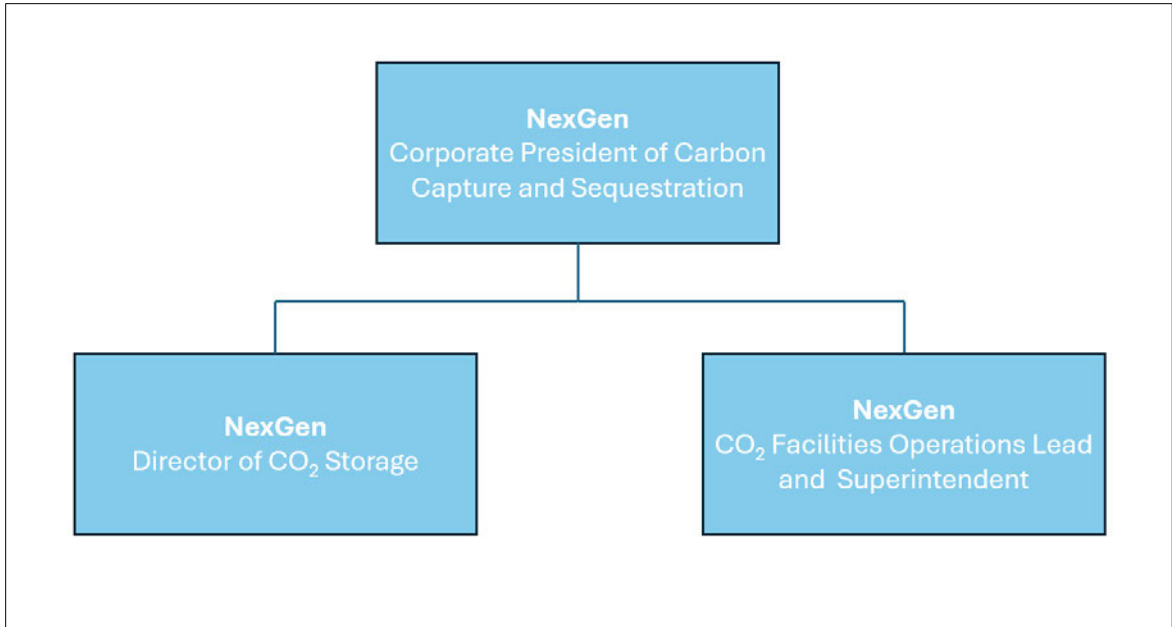 NexGen
Corporate President of Carbon
Capture and Sequestration
NexGen
Director of CO₂ Storage
NexGen
CO₂ Facilities Operations Lead
and  Superintendent